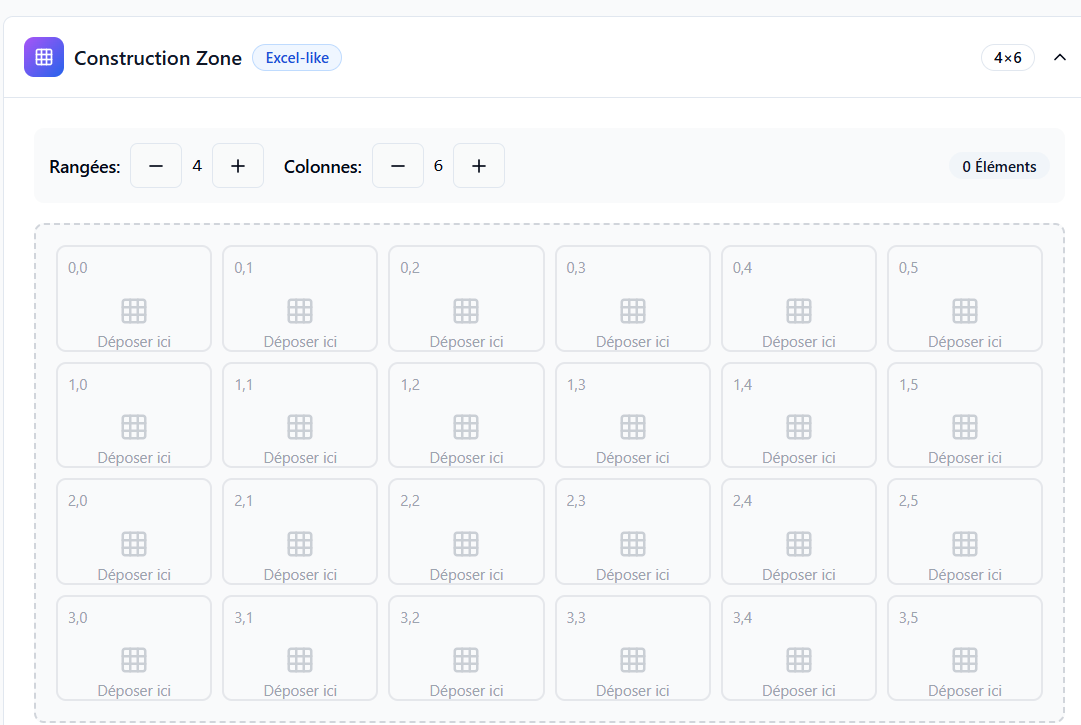 Construction Zone Excel-like 4×6
Rangées: − 4 + Colonnes: − 6 + 0 Éléments
0,0 0,1 0,2 0,3 0,4 0,5
Déposer ici Déposer ici Déposer ici Déposer ici Déposer ici Déposer ici
1,0 1,1 1,2 1,3 1,4 1,5
Déposer ici Déposer ici Déposer ici Déposer ici Déposer ici Déposer ici
2,0 2,1 2,2 2,3 2,4 2,5
Déposer ici Déposer ici Déposer ici Déposer ici Déposer ici Déposer ici
3,0 3,1 3,2 3,3 3,4 3,5
Déposer ici Déposer ici Déposer ici Déposer ici Déposer ici Déposer ici